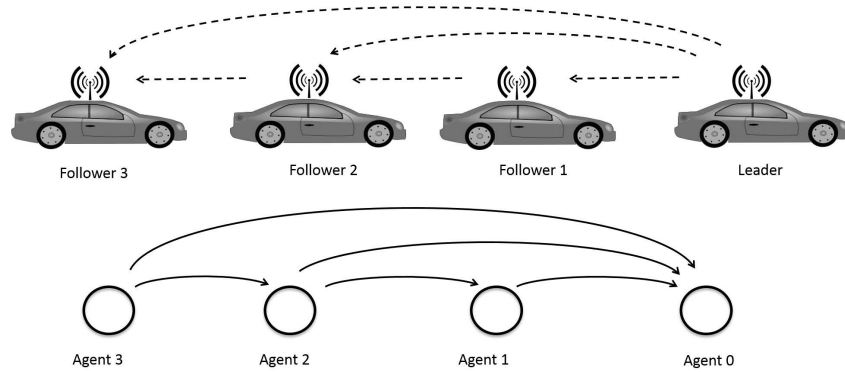 Follower 3
Follower 2
Follower 1
Leader
Agent 3
Agent 2
Agent 1
Agent 0